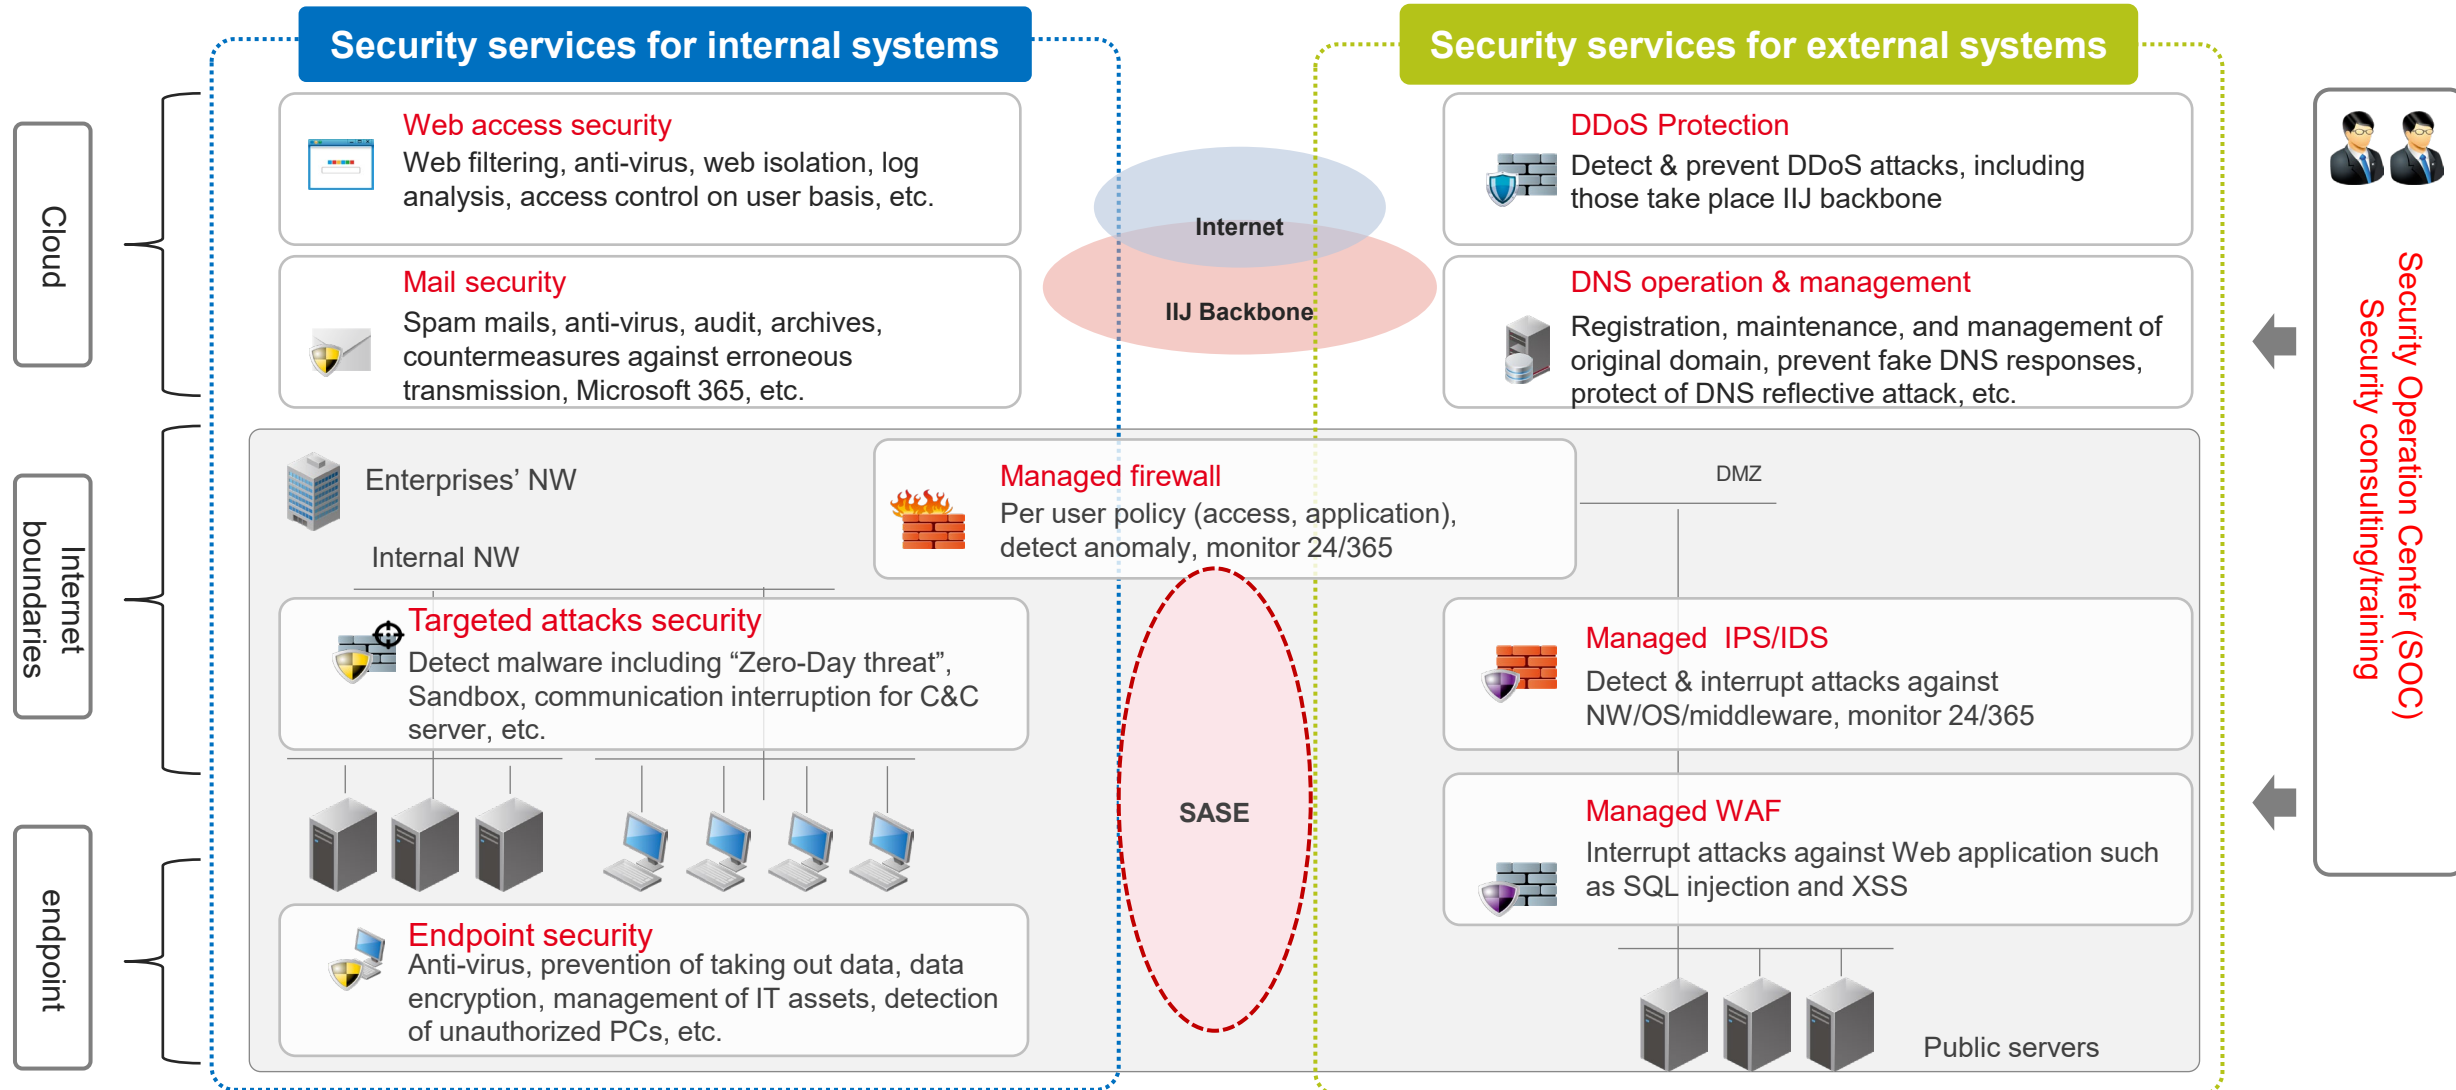 Security services for internal systems
Security services for external systems
Cloud
Internet
boundaries
endpoint
Web access security
Web filtering, anti-virus, web isolation, log
analysis, access control on user basis, etc.
Mail security
Spam mails, anti-virus, audit, archives,
countermeasures against erroneous
transmission, Microsoft 365, etc.
Internet
IIJ Backbone
DDoS Protection
Detect & prevent DDoS attacks, including
those take place IIJ backbone
DNS operation & management
Registration, maintenance, and management of
original domain, prevent fake DNS responses,
protect of DNS reflective attack, etc.
Enterprises’ NW
Internal NW
Managed firewall
Per user policy (access, application),
detect anomaly, monitor 24/365
DMZ
Targeted attacks security
Detect malware including “Zero-Day threat”,
Sandbox, communication interruption for C&C
server, etc.
SASE
Managed  IPS/IDS
Detect & interrupt attacks against
NW/OS/middleware, monitor 24/365
Managed WAF
Interrupt attacks against Web application such
as SQL injection and XSS
Endpoint security
Anti-virus, prevention of taking out data, data
encryption, management of IT assets, detection
of unauthorized PCs, etc.
Public servers
Security Operation Center (SOC)
Security consulting/training